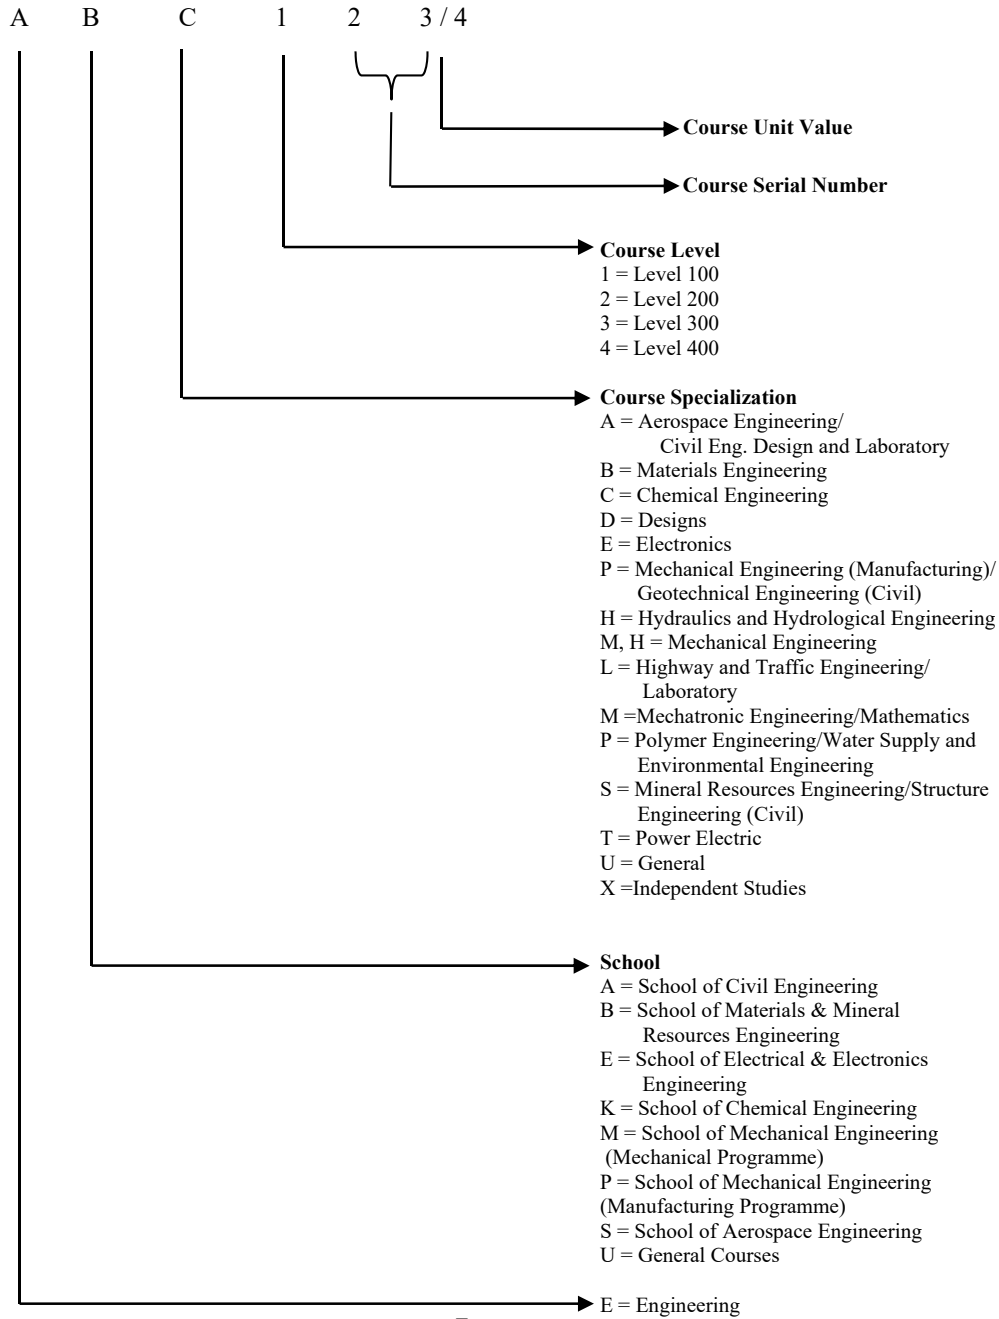 A B C 1 2 3 / 4
Course Unit Value
Course Serial Number
Course Level
1 = Level 100
2 = Level 200
3 = Level 300
4 = Level 400
Course Specialization
A = Aerospace Engineering/
Civil Eng. Design and Laboratory
B = Materials Engineering
C = Chemical Engineering
D = Designs
E = Electronics
P = Mechanical Engineering (Manufacturing)/
Geotechnical Engineering (Civil)
H = Hydraulics and Hydrological Engineering
M, H = Mechanical Engineering
L = Highway and Traffic Engineering/
Laboratory
M =Mechatronic Engineering/Mathematics
P = Polymer Engineering/Water Supply and
Environmental Engineering
S = Mineral Resources Engineering/Structure
Engineering (Civil)
T = Power Electric
U = General
X =Independent Studies
School
A = School of Civil Engineering
B = School of Materials & Mineral
Resources Engineering
E = School of Electrical & Electronics
Engineering
K = School of Chemical Engineering
M = School of Mechanical Engineering
(Mechanical Programme)
P = School of Mechanical Engineering
(Manufacturing Programme)
S = School of Aerospace Engineering
U = General Courses
E = Engineering